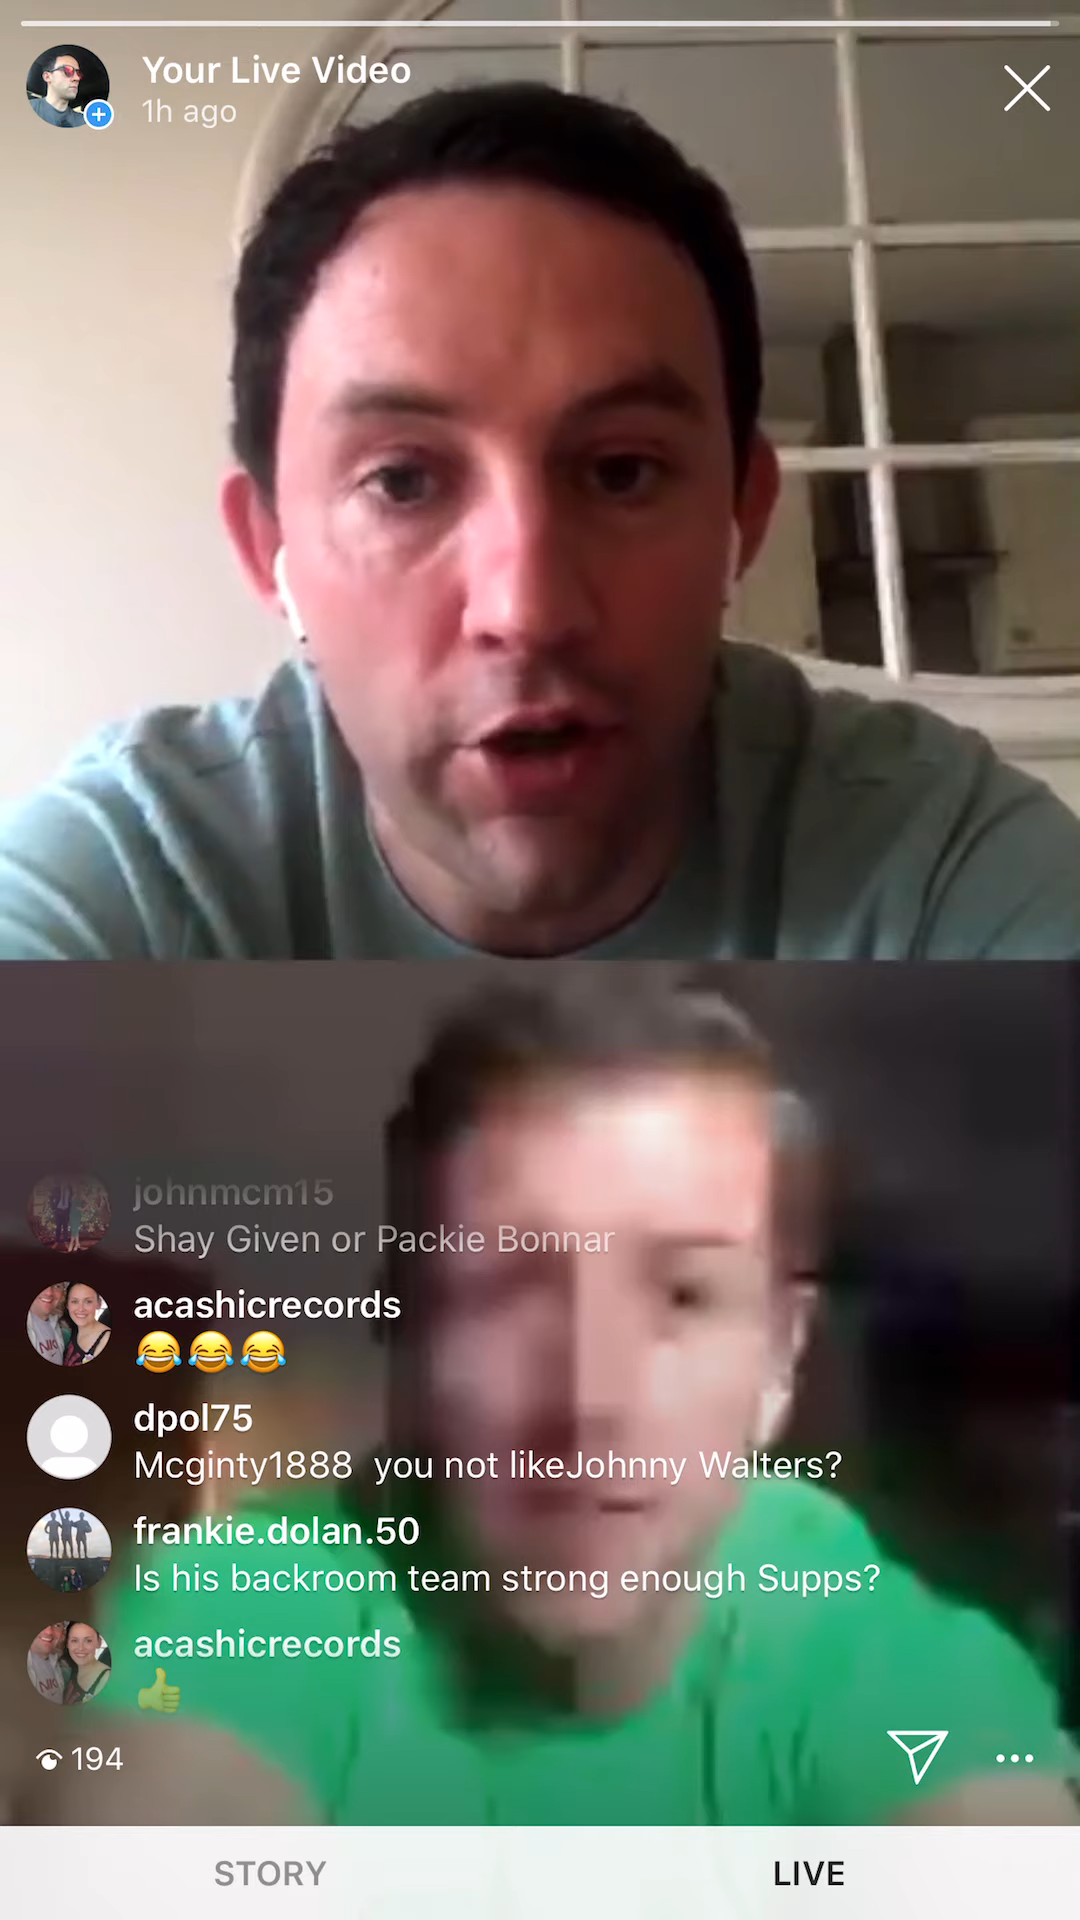 Your Live Video
1h ago
johnmcm15
Shay Given or Packie Bonnar
acashicrecords
😂😂😂
dpol75
Mcginty1888  you not likeJohnny Walters?
frankie.dolan.50
Is his backroom team strong enough Supps?
acashicrecords
👍
194
STORY
LIVE